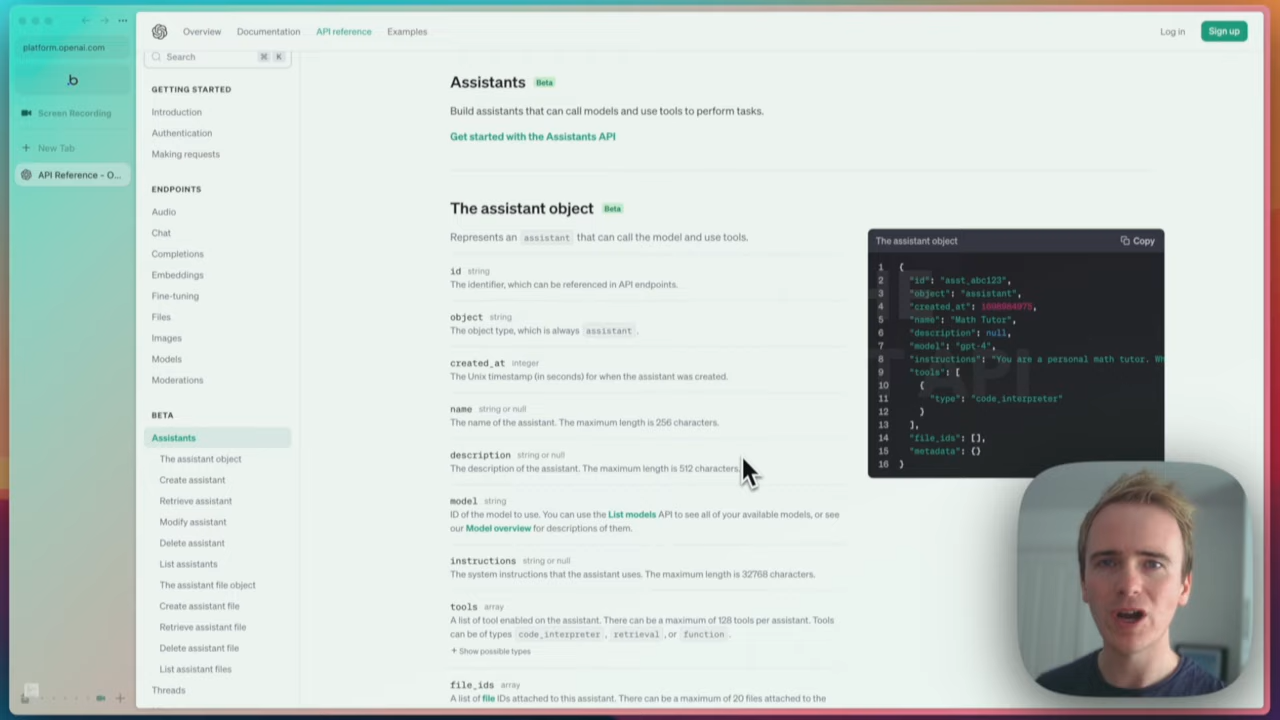 platform.openai.com
.b
Screen Recording
New Tab
API Reference – O...
Overview
Documentation
API reference
Examples
Log in
Sign up
Search
⌘ K
GETTING STARTED
Introduction
Authentication
Making requests
ENDPOINTS
Audio
Chat
Completions
Embeddings
Fine-tuning
Files
Images
Models
Moderations
BETA
Assistants
The assistant object
Create assistant
Retrieve assistant
Modify assistant
Delete assistant
List assistants
The assistant file object
Create assistant file
Retrieve assistant file
Delete assistant file
List assistant files
Threads
Assistants Beta
Build assistants that can call models and use tools to perform tasks.
Get started with the Assistants API
The assistant object Beta
Represents an assistant that can call the model and use tools.
id string
The identifier, which can be referenced in API endpoints.
object string
The object type, which is always assistant.
created_at integer
The Unix timestamp (in seconds) for when the assistant was created.
name string or null
The name of the assistant. The maximum length is 256 characters.
description string or null
The description of the assistant. The maximum length is 512 characters.
model string
ID of the model to use. You can use the List models API to see all of your available models, or see
our Model overview for descriptions of them.
instructions string or null
The system instructions that the assistant uses. The maximum length is 32768 characters.
tools array
A list of tool enabled on the assistant. There can be a maximum of 128 tools per assistant. Tools
can be of types code_interpreter, retrieval, or function.
+ Show possible types
file_ids array
A list of file IDs attached to this assistant. There can be a maximum of 20 files attached to the
The assistant object
Copy
1 {
2 "id": "asst_abc123",
3 "object": "assistant",
4 "created_at": 1698984975,
5 "name": "Math Tutor",
6 "description": null,
7 "model": "gpt-4",
8 "instructions": "You are a personal math tutor. Wh
9 "tools": [
10 {
11 "type": "code_interpreter"
12 }
13 ],
14 "file_ids": [],
15 "metadata": {}
16 }